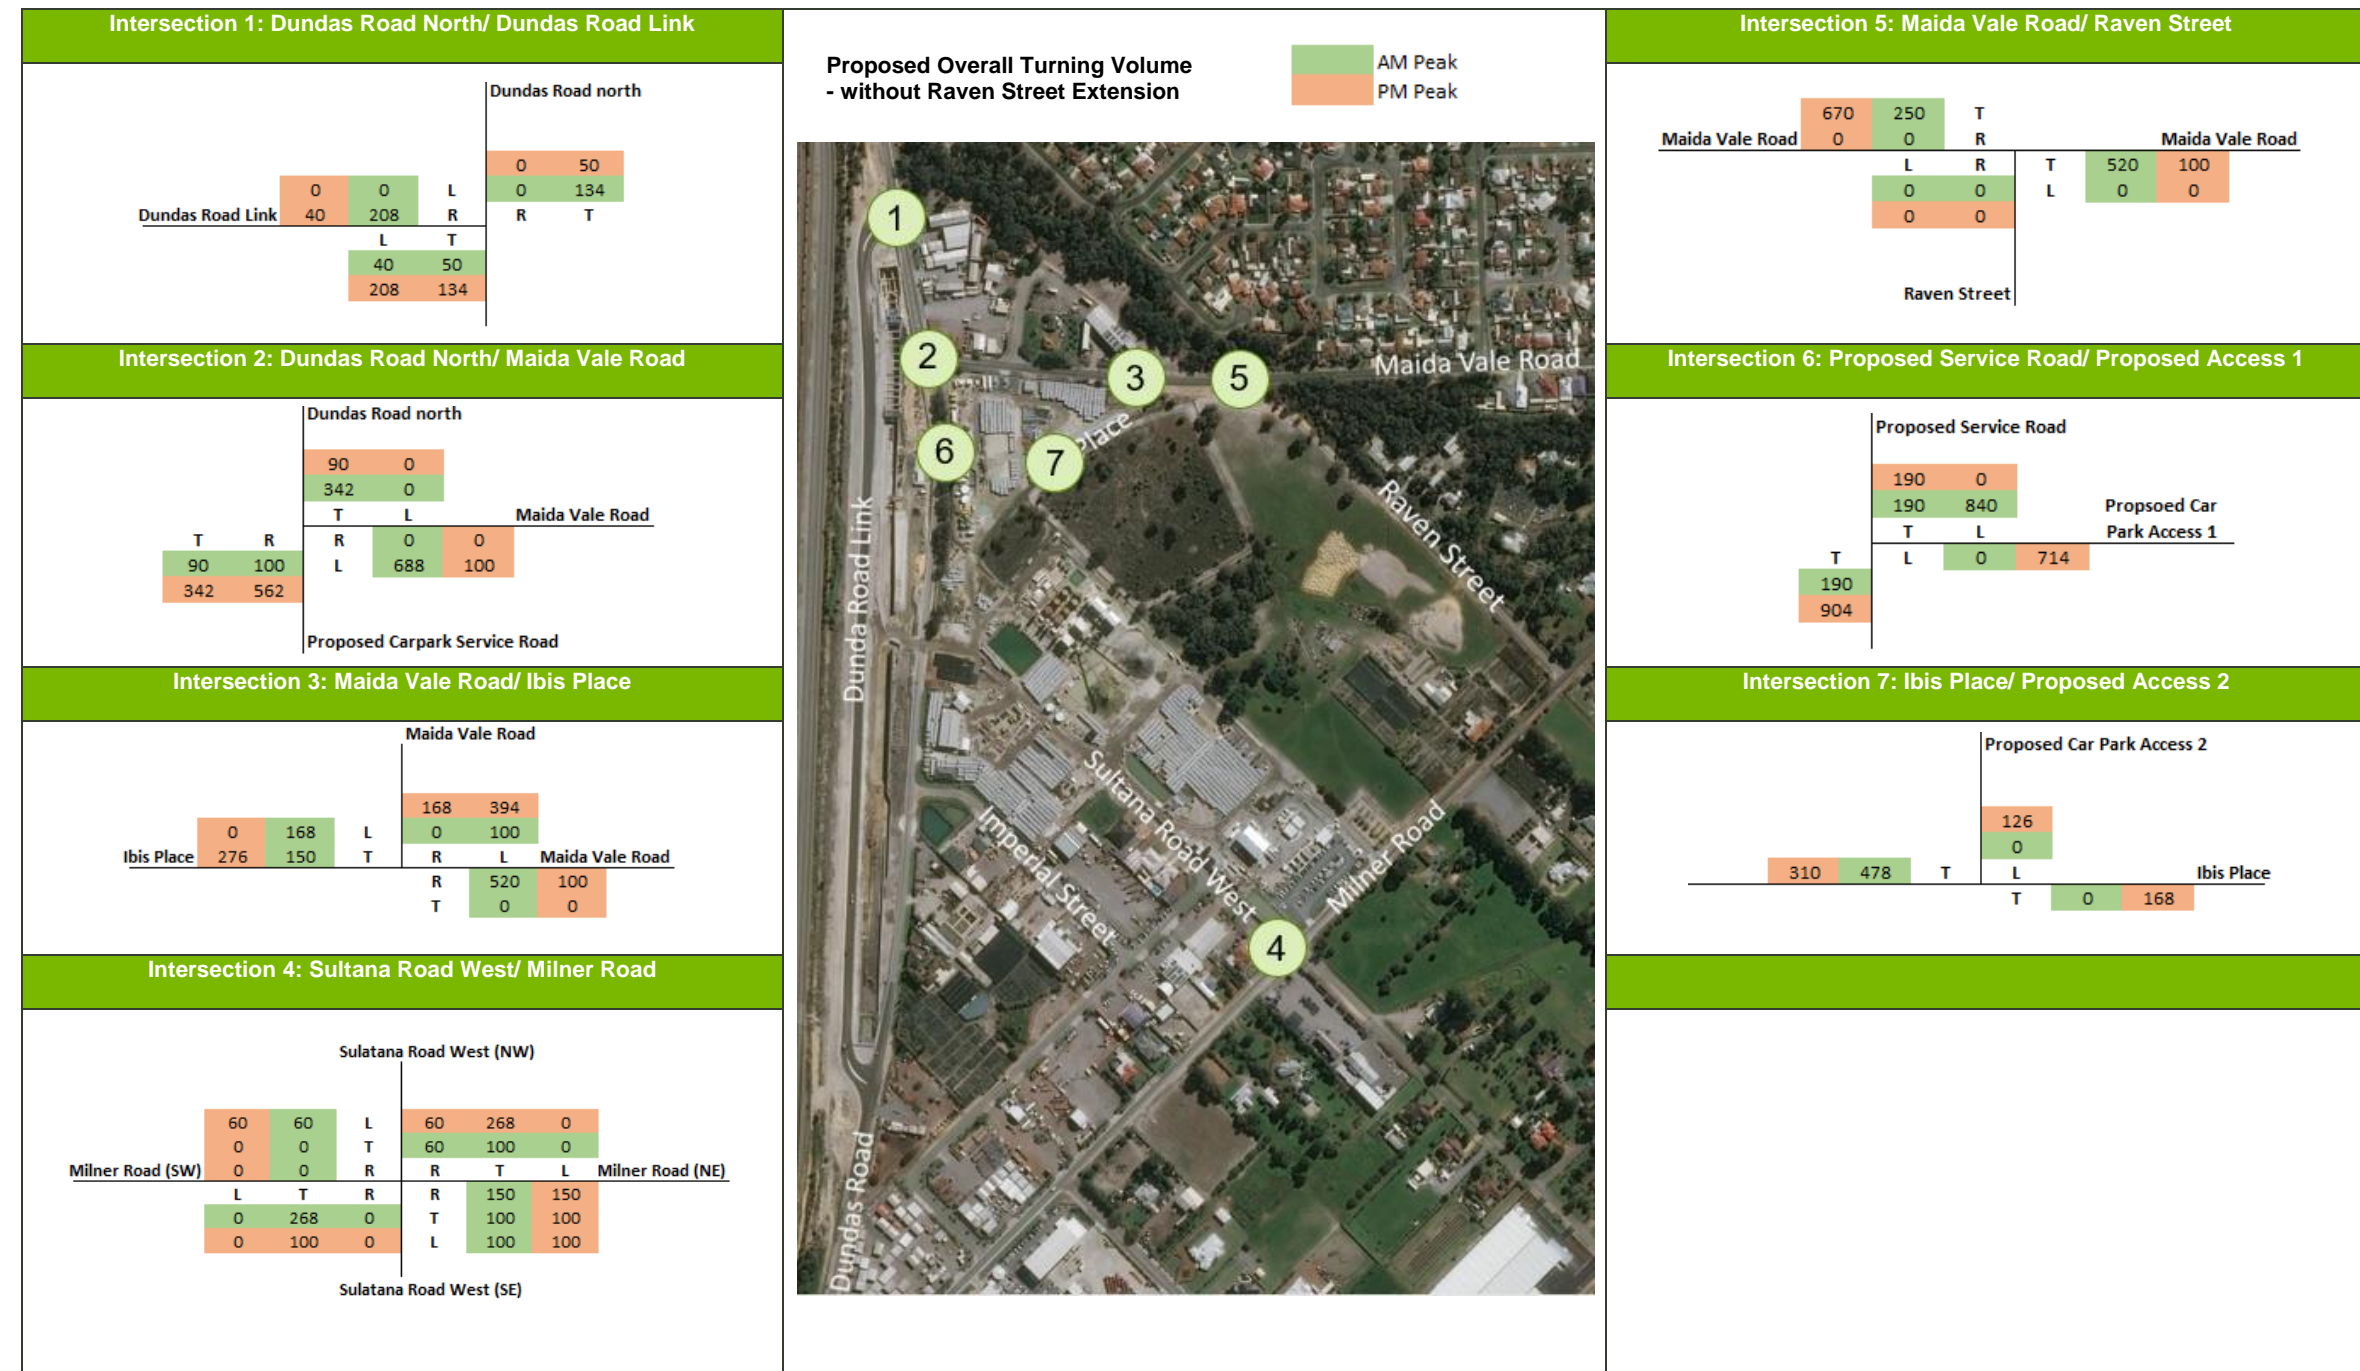 Intersection 1: Dundas Road North/ Dundas Road Link
Dundas Road north
0 50
0 0 L 0 134
Dundas Road Link 40 208 R R T
L T
40 50
208 134
Intersection 2: Dundas Road North/ Maida Vale Road
Dundas Road north
90 0
342 0
T L Maida Vale Road
T R R 0 0
90 100 L 688 100
342 562
Proposed Carpark Service Road
Intersection 3: Maida Vale Road/ Ibis Place
Maida Vale Road
168 394
0 168 L 0 100
Ibis Place 276 150 T R L Maida Vale Road
R 520 100
T 0 0
Intersection 4: Sultana Road West/ Milner Road
Sulatana Road West (NW)
60 60 L 60 268 0
0 0 T 60 100 0
Milner Road (SW) 0 0 R R T L Milner Road (NE)
L T R R 150 150
0 268 0 T 100 100
0 100 0 L 100 100
Sulatana Road West (SE)
Proposed Overall Turning Volume
- without Raven Street Extension
AM Peak
PM Peak
1
2
3
5
Maida Vale Road
6
7
Place
Raven Street
Dunda Road Link
Sultana Road West
Imperial Street
Milner Road
4
Dundas Road
Intersection 5: Maida Vale Road/ Raven Street
670 250 T
Maida Vale Road 0 0 R Maida Vale Road
L R T 520 100
0 0 L 0 0
0 0
Raven Street
Intersection 6: Proposed Service Road/ Proposed Access 1
Proposed Service Road
190 0
190 840 Propsoed Car
T L Park Access 1
T L 0 714
190
904
Intersection 7: Ibis Place/ Proposed Access 2
Proposed Car Park Access 2
126
0
310 478 T L Ibis Place
T 0 168